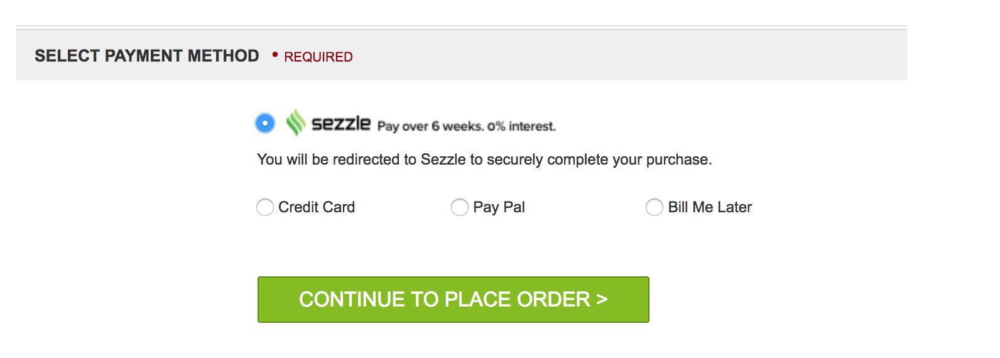 SELECT PAYMENT METHOD • REQUIRED
sezzle Pay over 6 weeks. 0% interest.
You will be redirected to Sezzle to securely complete your purchase.
Credit Card Pay Pal Bill Me Later
CONTINUE TO PLACE ORDER >